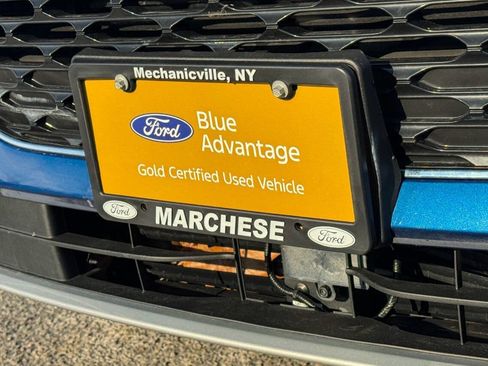 Mechanicville, NY
Ford
Blue
Advantage
Gold Certified Used Vehicle
Ford
MARCHESE
Ford